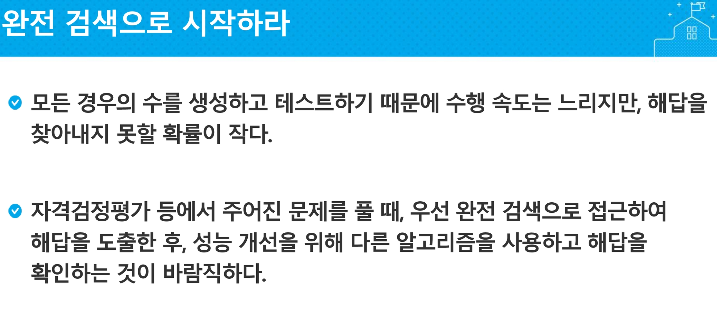 완전 검색으로 시작하라
모든 경우의 수를 생성하고 테스트하기 때문에 수행 속도는 느리지만, 해답을
찾아내지 못할 확률이 작다.
자격검정평가 등에서 주어진 문제를 풀 때, 우선 완전 검색으로 접근하여
해답을 도출한 후, 성능 개선을 위해 다른 알고리즘을 사용하고 해답을
확인하는 것이 바람직하다.